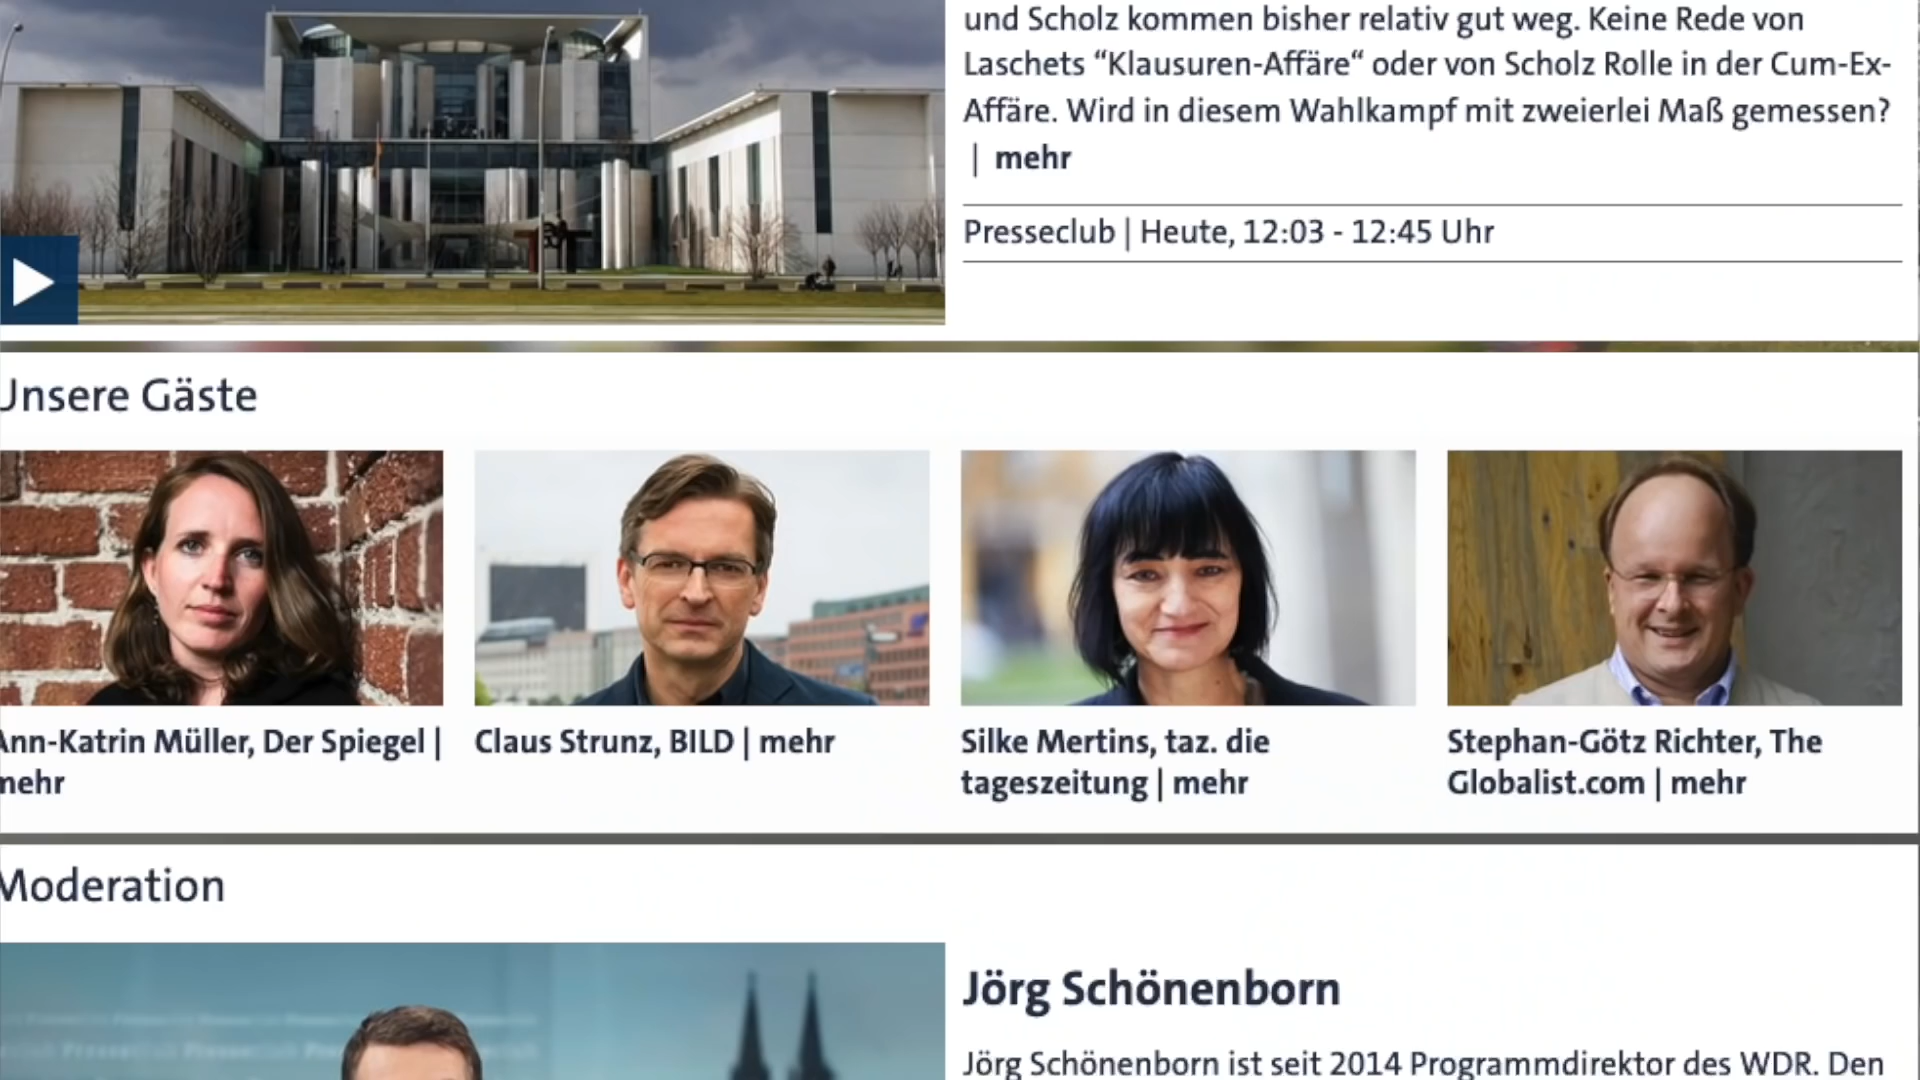 und Scholz kommen bisher relativ gut weg. Keine Rede von
Laschets “Klausuren-Affäre“ oder von Scholz Rolle in der Cum-Ex-
Affäre. Wird in diesem Wahlkampf mit zweierlei Maß gemessen?
| mehr
Presseclub | Heute, 12:03 - 12:45 Uhr
Unsere Gäste
Ann-Katrin Müller, Der Spiegel |
mehr
Claus Strunz, BILD | mehr
Silke Mertins, taz. die
tageszeitung | mehr
Stephan-Götz Richter, The
Globalist.com | mehr
Moderation
Jörg Schönenborn
Jörg Schönenborn ist seit 2014 Programmdirektor des WDR. Den